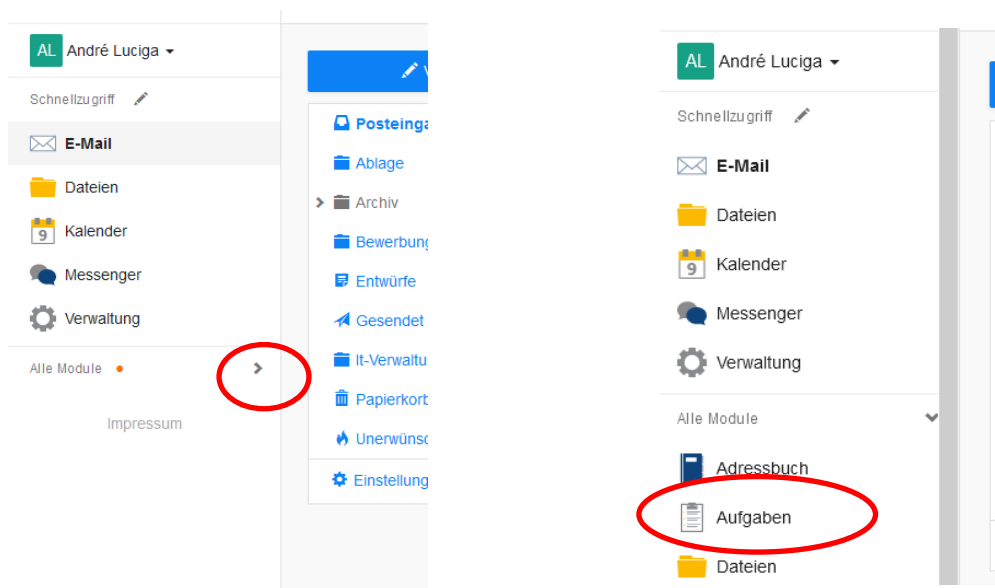 AL André Luciga
Schnellzugriff
E-Mail
Dateien
9 Kalender
Messenger
Verwaltung
Alle Module
Impressum
Posteinga
Ablage
Archiv
Bewerbung
Entwürfe
Gesendet
It-Verwaltu
Papierkorb
Unerwünsc
Einstellung
AL André Luciga
Schnellzugriff
E-Mail
Dateien
9 Kalender
Messenger
Verwaltung
Alle Module
Adressbuch
Aufgaben
Dateien